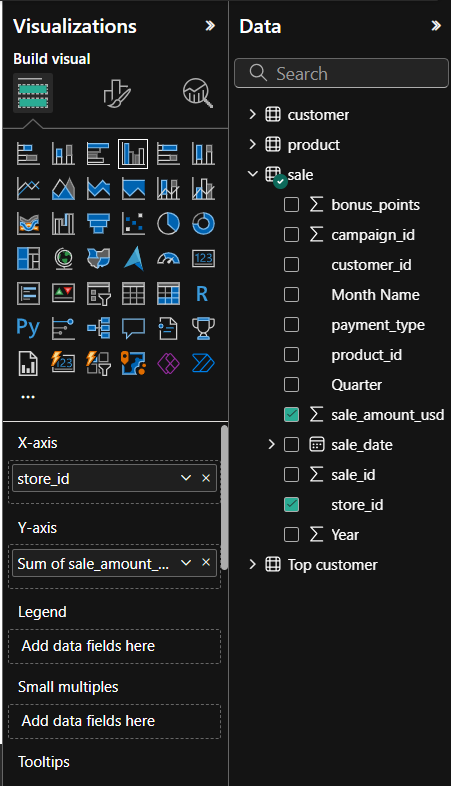 Visualizations
Build visual
123
R
Py
123
...
X-axis
store_id
Y-axis
Sum of sale_amount_...
Legend
Add data fields here
Small multiples
Add data fields here
Tooltips
Data
Search
customer
product
sale
Σ bonus_points
Σ campaign_id
customer_id
Month Name
payment_type
product_id
Quarter
Σ sale_amount_usd
sale_date
Σ sale_id
store_id
Σ Year
Top customer